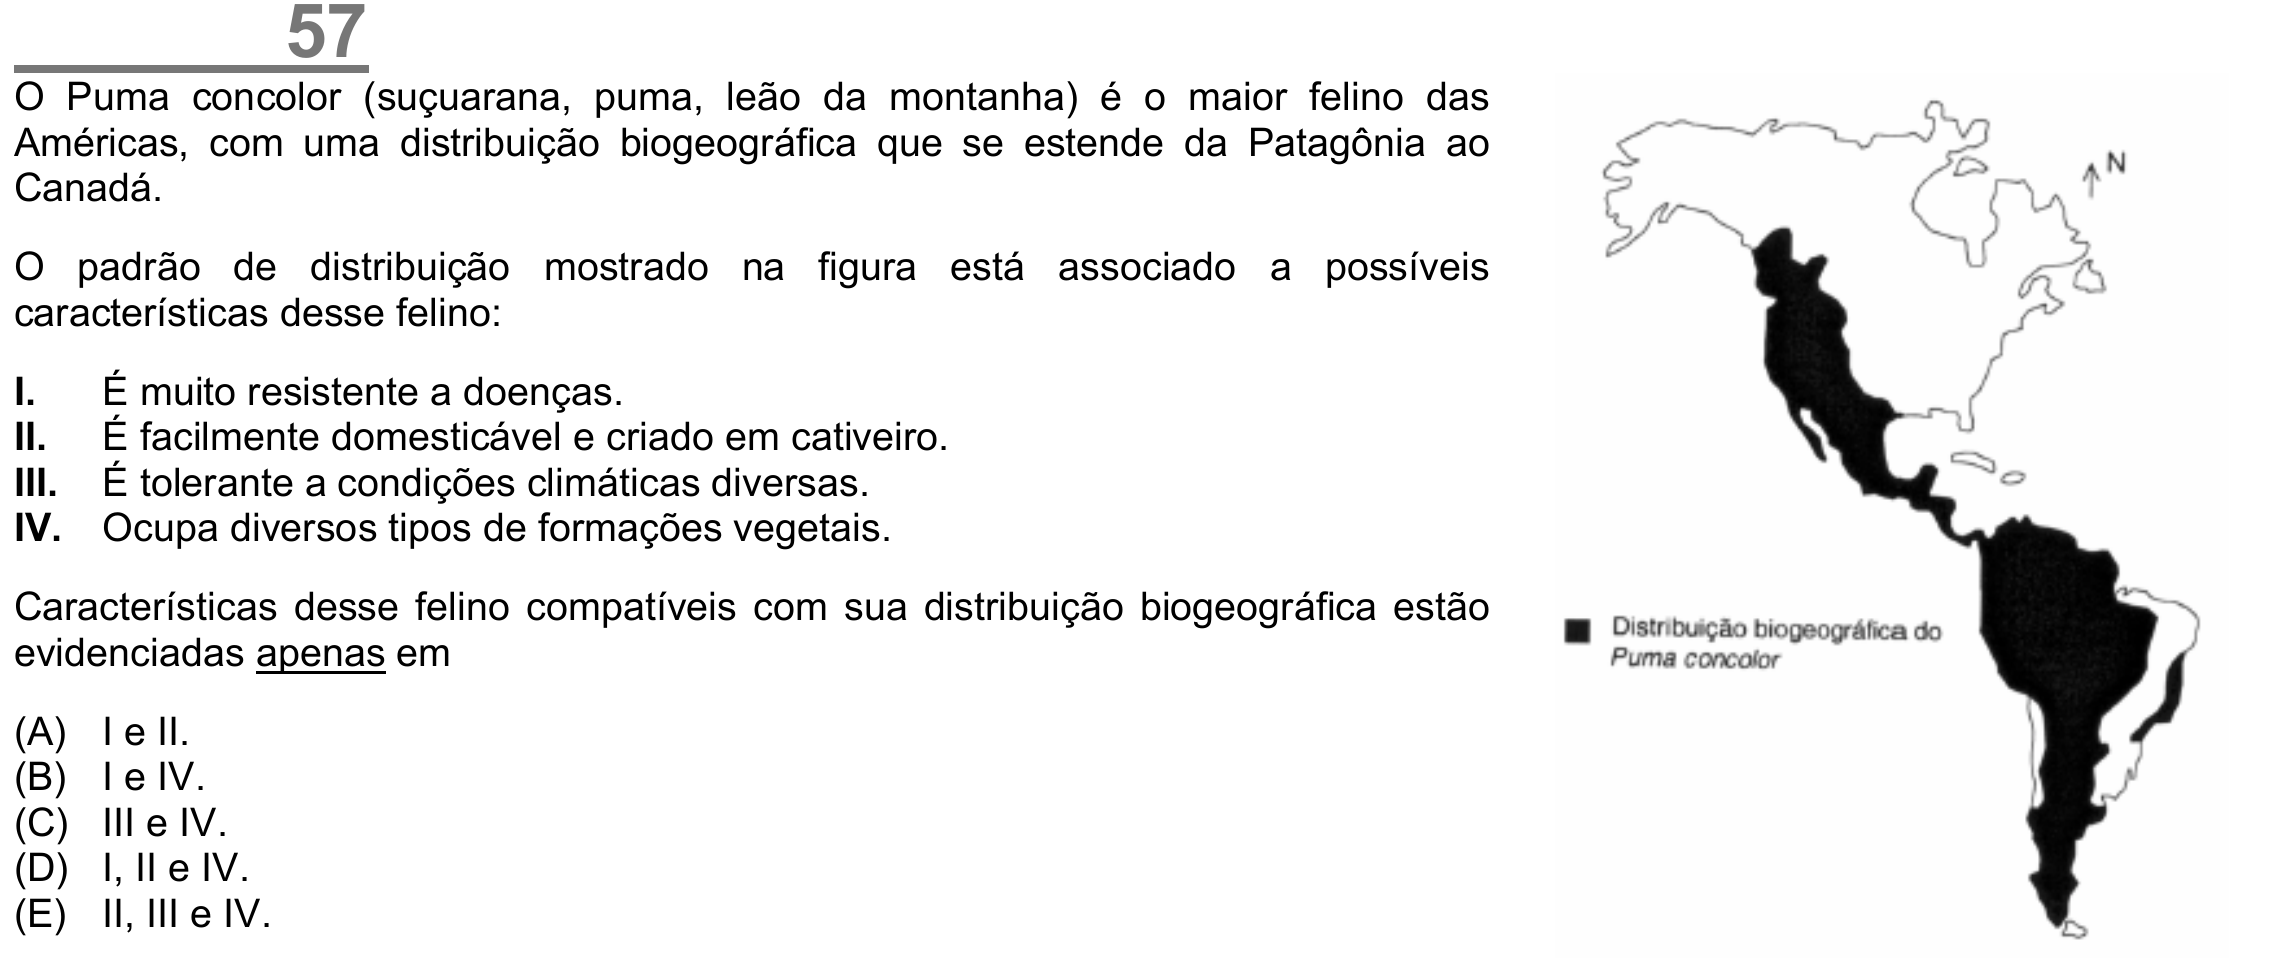 57
O Puma concolor (suçuarana, puma, leão da montanha) é o maior felino das
Américas, com uma distribuição biogeográfica que se estende da Patagônia ao
Canadá.
O padrão de distribuição mostrado na figura está associado a possíveis
características desse felino:
I. É muito resistente a doenças.
II. É facilmente domesticável e criado em cativeiro.
III. É tolerante a condições climáticas diversas.
IV. Ocupa diversos tipos de formações vegetais.
Características desse felino compatíveis com sua distribuição biogeográfica estão
evidenciadas apenas em
(A) I e II.
(B) I e IV.
(C) III e IV.
(D) I, II e IV.
(E) II, III e IV.
N
Distribuição biogeográfica do
Puma concolor